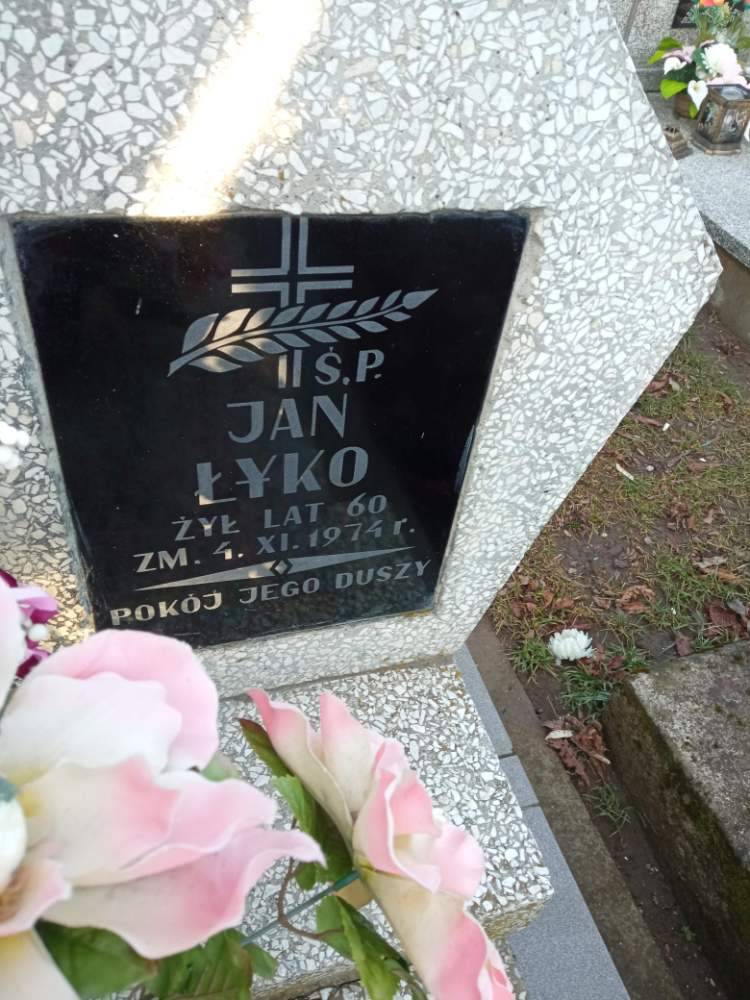 Ś.P.
JAN
ŁYKO
ŻYŁ LAT 60
ZM. 4. XI. 1974 r.
POKÓJ JEGO DUSZY